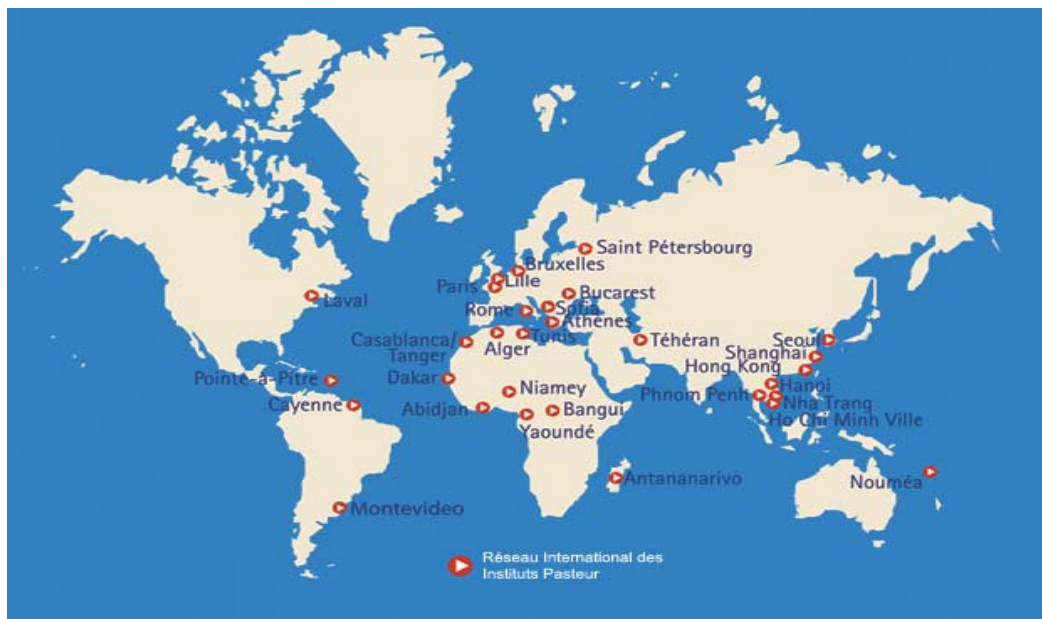 Saint Pétersbourg
Bruxelles
Lille
Paris
Bucarest
Laval
Rome
Sofia
Athènes
Casablanca/
Tanger
Alger
Tunis
Téhéran
Seoul
Shanghai
Hong Kong
Pointe-à-Pitre
Dakar
Niamey
Hanoi
Phnom Penh
Cayenne
Abidjan
Bangui
Nha Trang
Yaoundé
Ho Chi Minh Ville
Antananarivo
Nouméa
Montevideo
Réseau International des
Instituts Pasteur